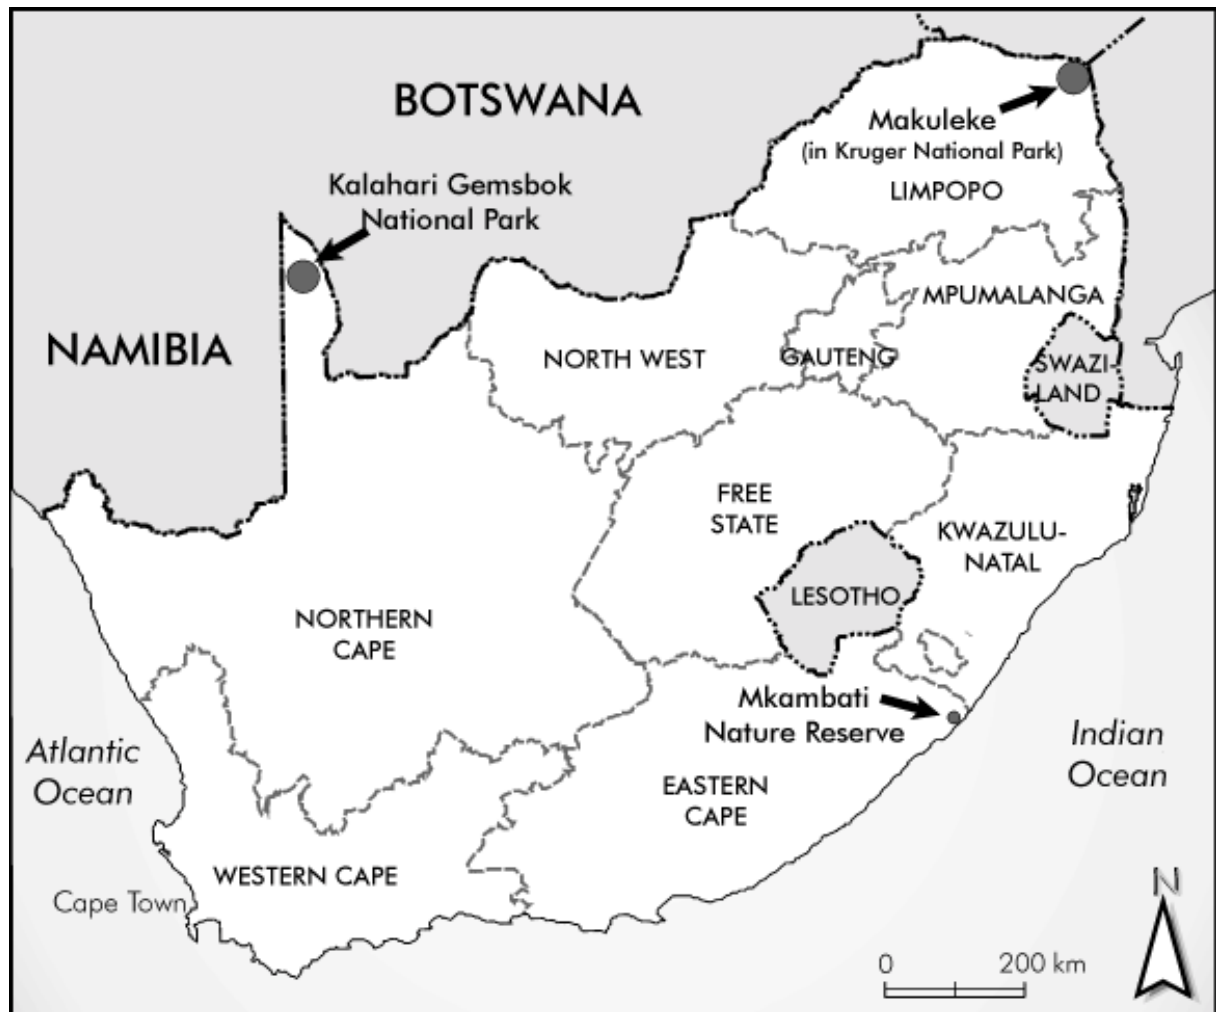 BOTSWANA
Makuleke
(in Kruger National Park)
LIMPOPO
Kalahari Gemsbok
National Park
NAMIBIA
MPUMALANGA
NORTH WEST
GAUTENG
SWAZI-
LAND
FREE
STATE
KWAZULU-
NATAL
LESOTHO
NORTHERN
CAPE
Mkambati
Nature Reserve
Atlantic
Ocean
Indian
Ocean
EASTERN
CAPE
WESTERN CAPE
Cape Town
N
0 200 km